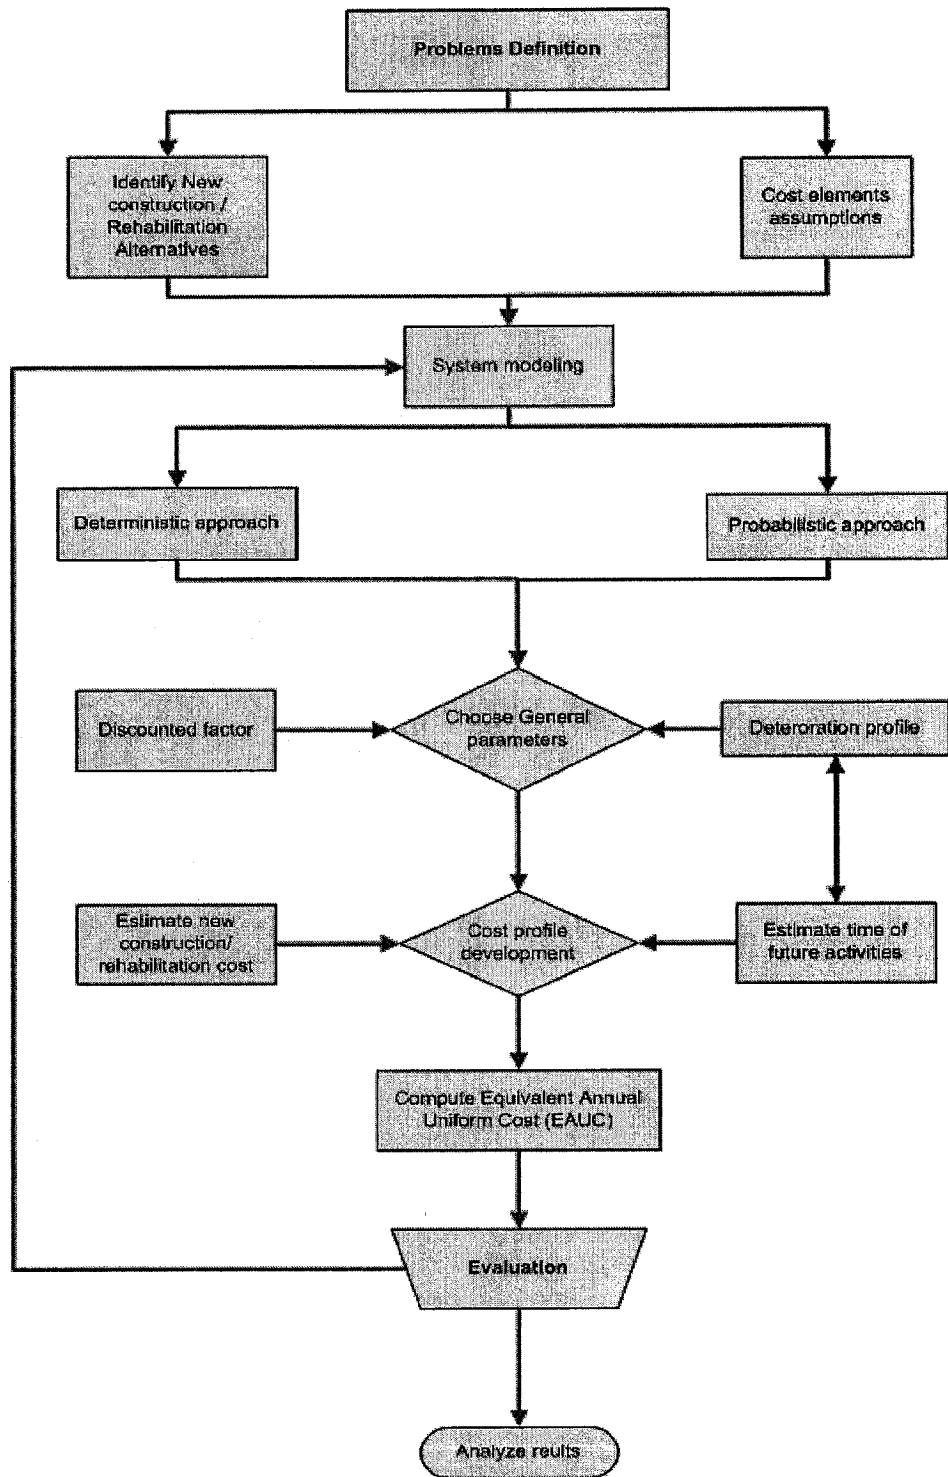 Problems Definition
Identify New
construction /
Rehabilitation
Alternatives
Cost elements
assumptions
System modeling
Deterministic approach
Probabilistic approach
Discounted factor
Choose General
parameters
Deteroration profile
Estimate new
construction/
rehabilitation cost
Cost profile
development
Estimate time of
future activities
Compute Equivalent Annual
Uniform Cost (EAUC)
Evaluation
Analyze reults